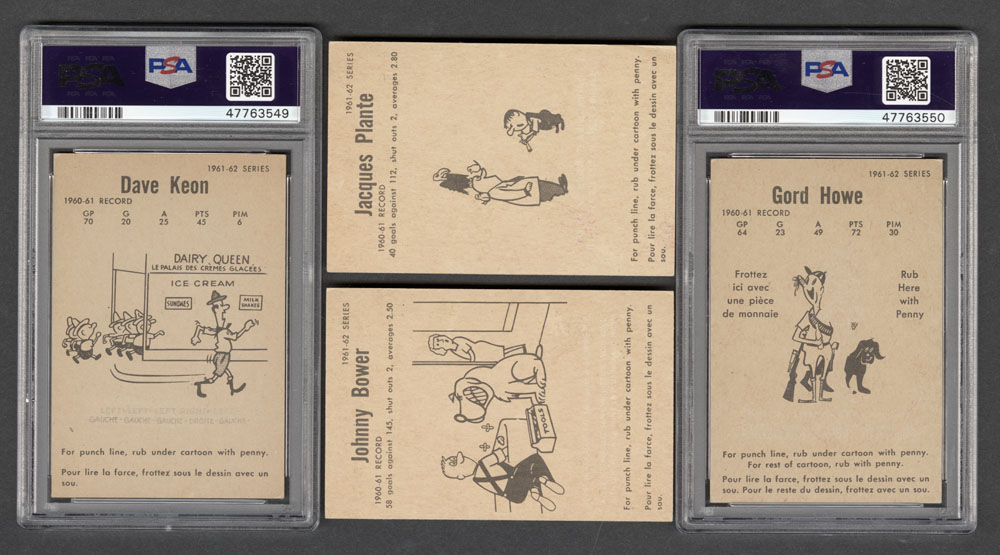 PSA
47763549
1961-62 SERIES
Dave Keon
1960-61 RECORD
GP G A PTS PIM
70 20 25 45 6
DAIRY QUEEN
LE PALAIS DES CRÈMES GLACÉES
ICE CREAM
SUNDAES
MILK
SHAKES
GAUCHE - GAUCHE - GAUCHE - DROITE - GAUCHE
For punch line, rub under cartoon with penny.
Pour lire la farce, frottez sous le dessin avec un
sou.
1961-62 SERIES
Jacques Plante
1960-61 RECORD
40 goals against 112, shut outs 2, averages 2.80
For punch line, rub under cartoon with penny.
Pour lire la farce, frottez sous le dessin avec un
sou.
1961-62 SERIES
Johnny Bower
1960-61 RECORD
58 goals against 145, shut outs 2, averages 2.50
TOOLS
For punch line, rub under cartoon with penny.
Pour lire la farce, frottez sous le dessin avec un
sou.
PSA
47763550
1961-62 SERIES
Gord Howe
1960-61 RECORD
GP G A PTS PIM
64 23 49 72 30
Frottez
ici avec
une pièce
de monnaie
Rub
Here
with
Penny
For punch line, rub under cartoon with penny.
For rest of cartoon, rub with penny.
Pour lire la farce, frottez sous le dessin avec un
sou. Pour le reste du dessin, frottez avec un sou.